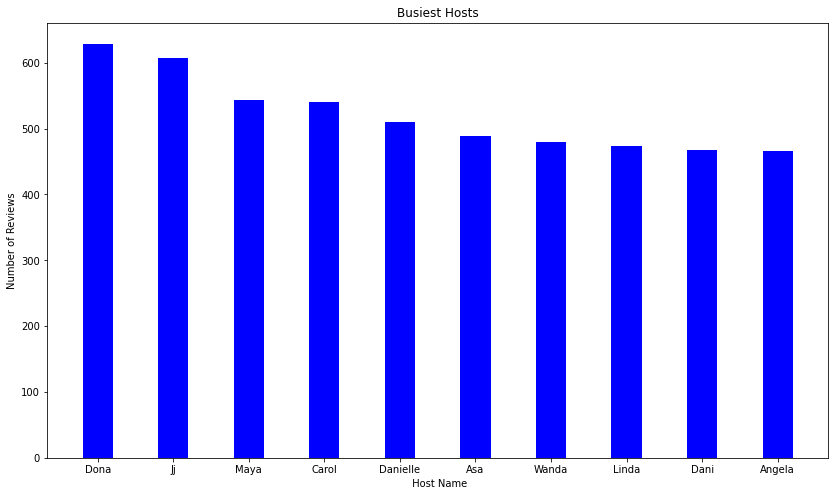 Busiest Hosts
Number of Reviews
600
500
400
300
200
100
0
Dona Jj Maya Carol Danielle Asa Wanda Linda Dani Angela
Host Name